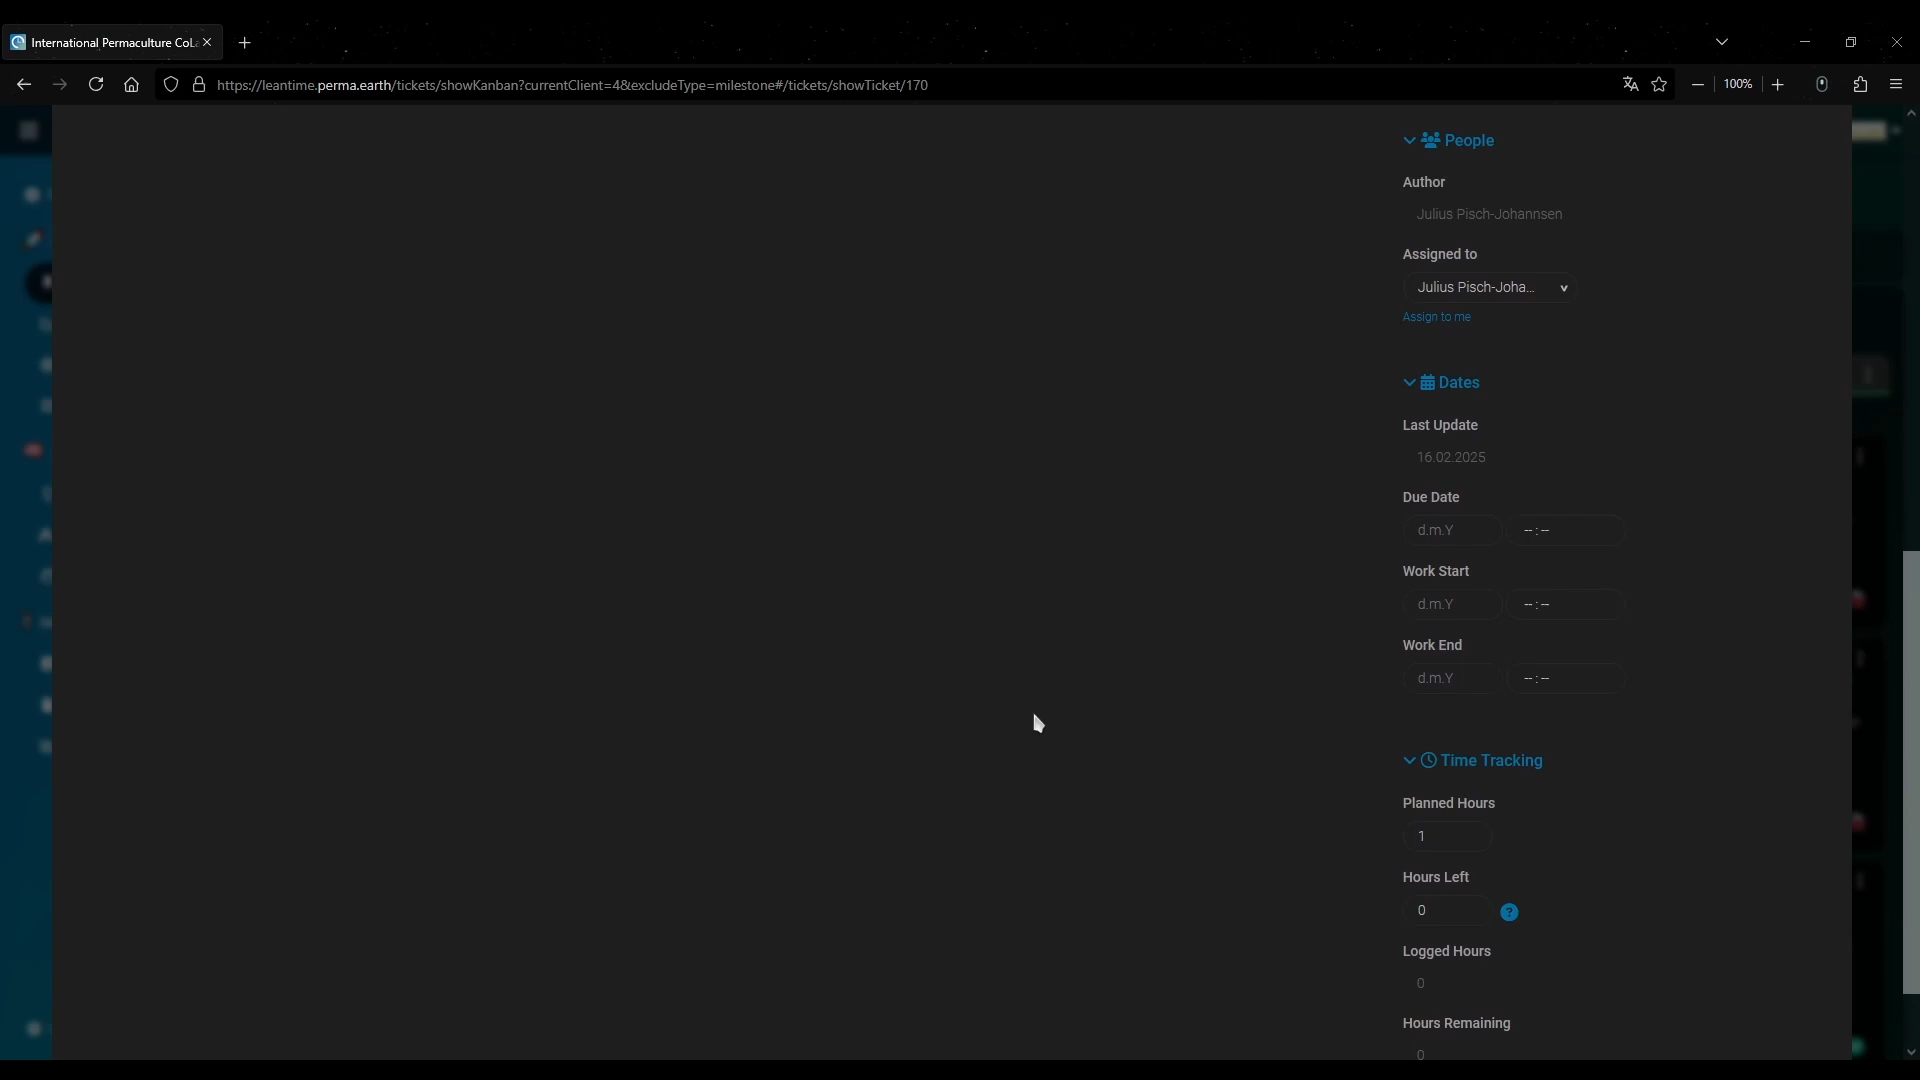 International Permaculture CoLa
https://leantime.perma.earth/tickets/showKanban?currentClient=4&excludeType=milestone#/tickets/showTicket/170
100%
People
Author
Julius Pisch-Johannsen
Assigned to
Julius Pisch-Joha...
Assign to me
Dates
Last Update
16.02.2025
Due Date
d.m.Y --:--
Work Start
d.m.Y --:--
Work End
d.m.Y --:--
Time Tracking
Planned Hours
1
Hours Left
0 ?
Logged Hours
0
Hours Remaining
0